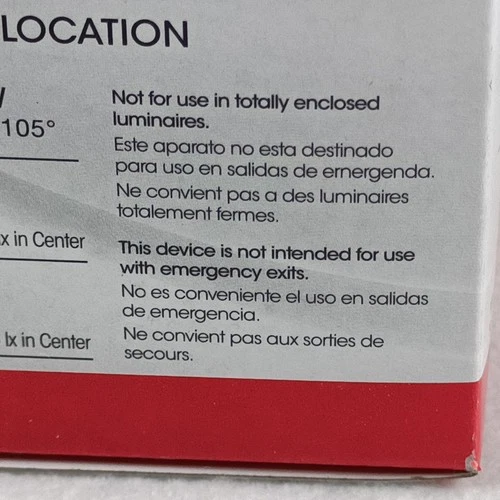 LOCATION
105°
x in Center
lx in Center
Not for use in totally enclosed
luminaires.
Este aparato no esta destinado
para uso en salidas de ernergenda.
Ne convient pas a des luminaires
totalement fermes.
This device is not intended for use
with emergency exits.
No es conveniente el uso en salidas
de emergencia.
Ne convient pas aux sorties de
secours.